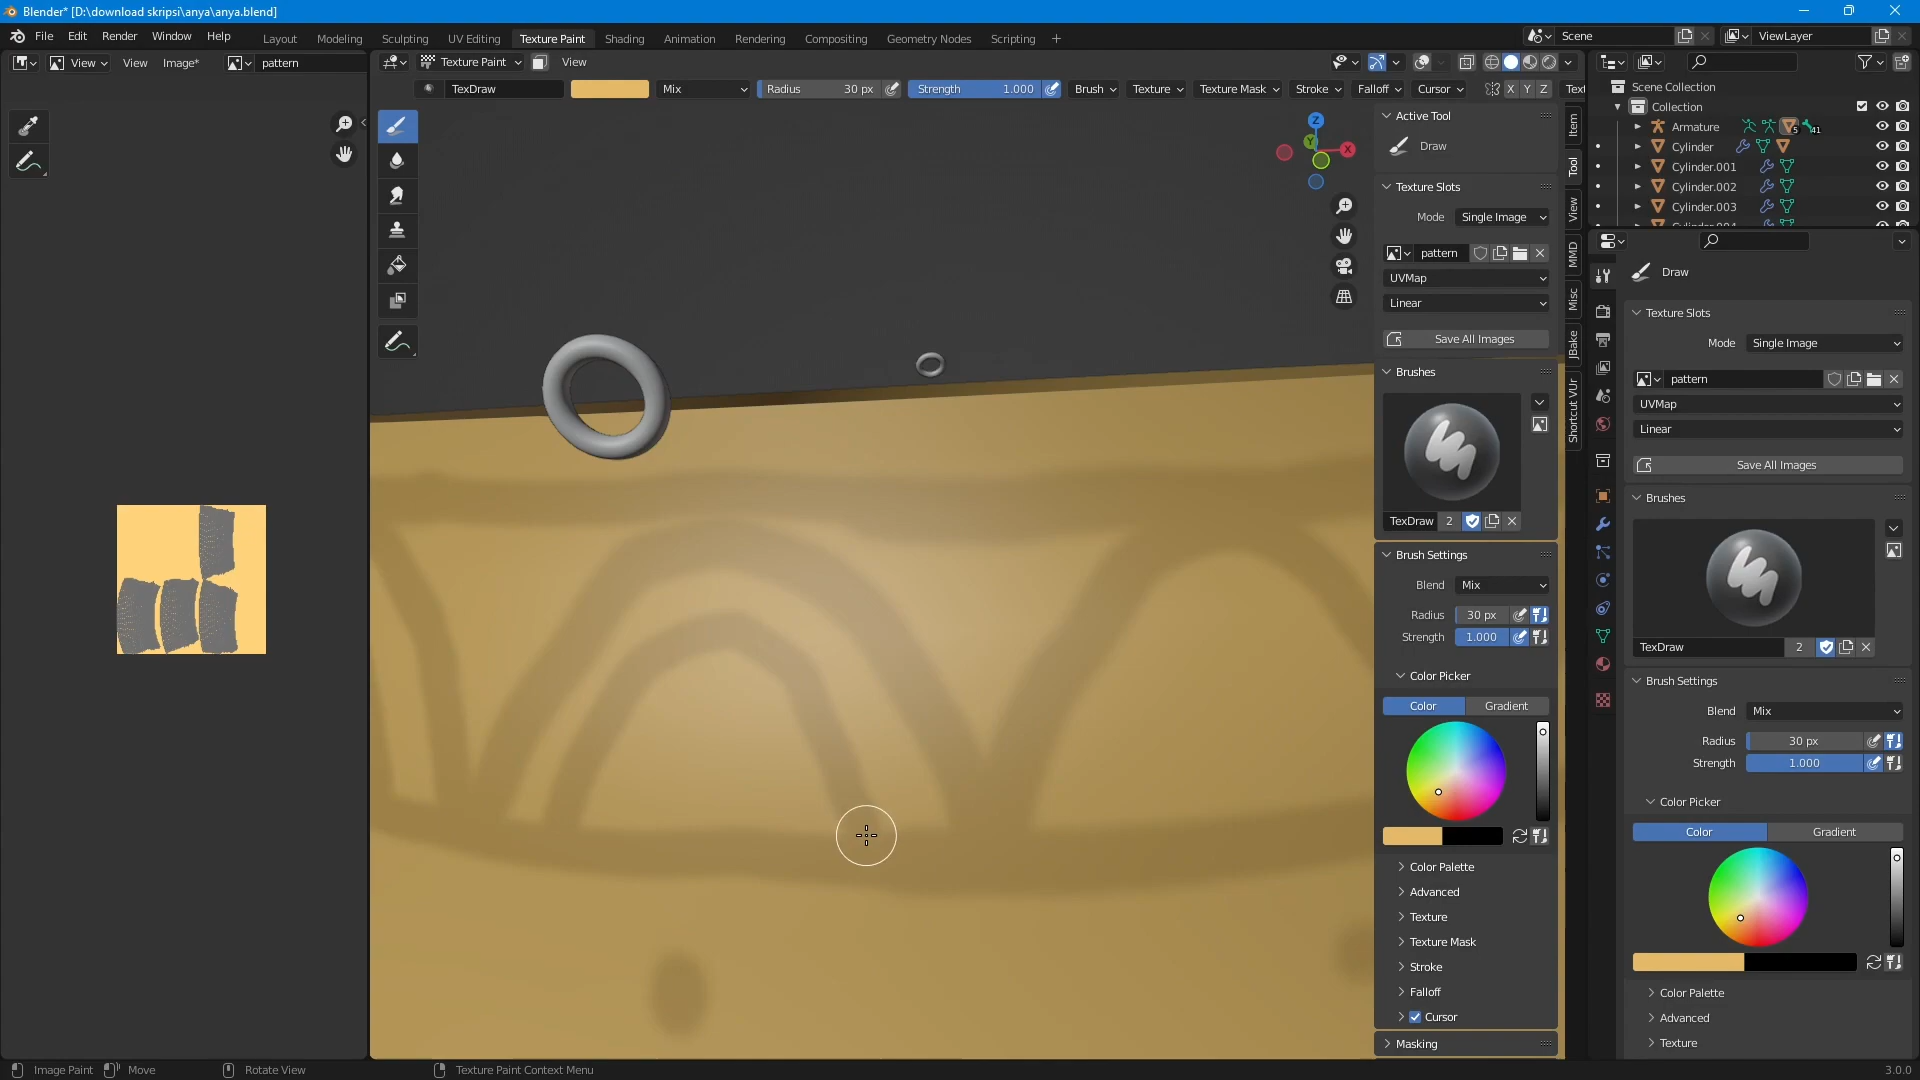 Blender* [D:\download skripsi\anya\anya.blend]
File Edit Render Window Help
Layout Modeling Sculpting UV Editing Texture Paint Shading Animation Rendering Compositing Geometry Nodes Scripting
Scene ViewLayer
View View Image* pattern
Texture Paint View
TexDraw Mix Radius 30 px Strength 1.000 Brush Texture Texture Mask Stroke Falloff Cursor X Y Z Text
Z
Y
X
Active Tool
Draw
Texture Slots
Mode Single Image
pattern
UVMap
Linear
Save All Images
Brushes
TexDraw 2
Brush Settings
Blend Mix
Radius 30 px
Strength 1.000
Color Picker
Color Gradient
Color Palette
Advanced
Texture
Texture Mask
Stroke
Falloff
Cursor
Masking
Item
Tool
View
MMD
Misc
JBake
Shortcut VUr
Scene Collection
Collection
Armature 5 41
Cylinder
Cylinder.001
Cylinder.002
Cylinder.003
Draw
Texture Slots
Mode Single Image
pattern
UVMap
Linear
Save All Images
Brushes
TexDraw 2
Brush Settings
Blend Mix
Radius 30 px
Strength 1.000
Color Picker
Color Gradient
Color Palette
Advanced
Texture
Image Paint Move Rotate View Texture Paint Context Menu 3.0.0